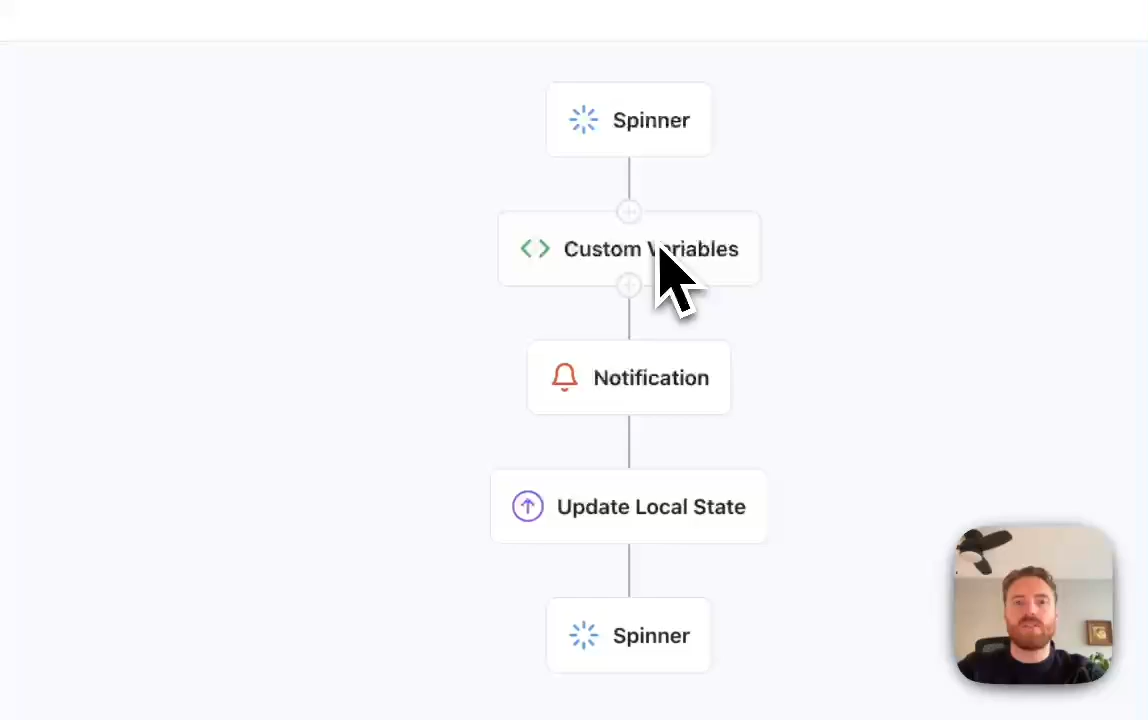 Spinner
Custom Variables
Notification
Update Local State
Spinner